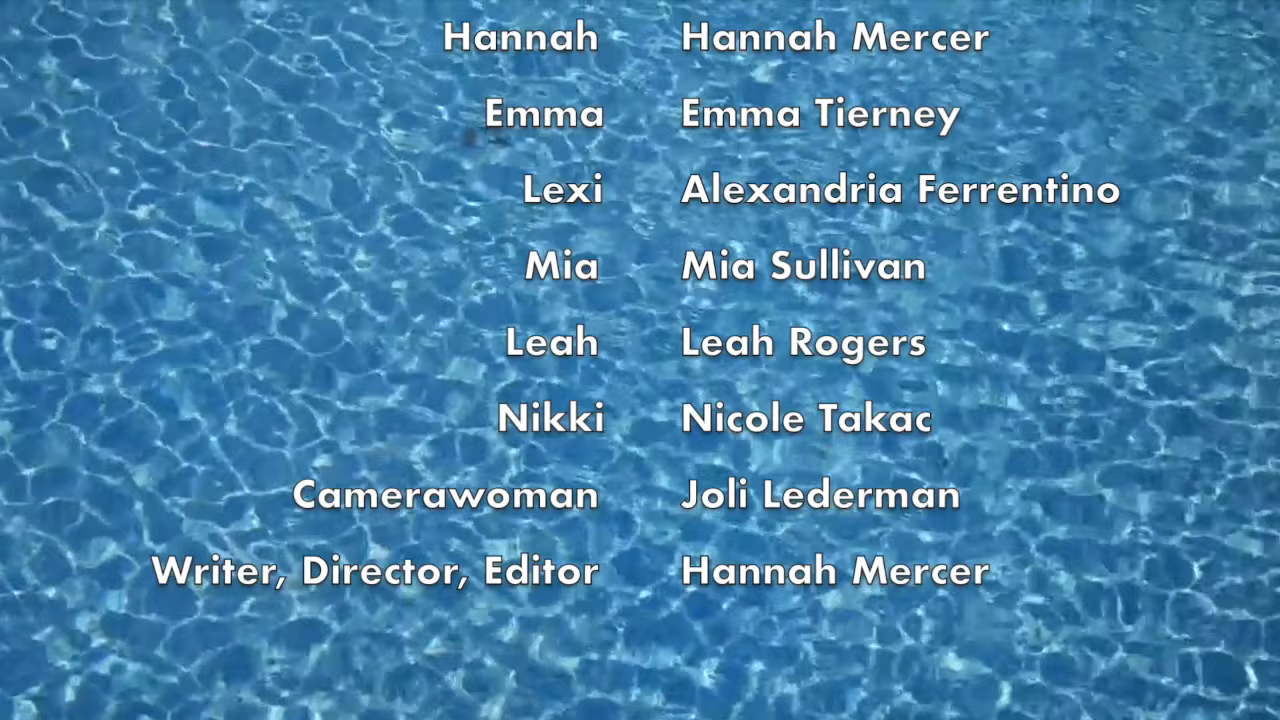 Hannah Hannah Mercer
Emma Emma Tierney
Lexi Alexandria Ferrentino
Mia Mia Sullivan
Leah Leah Rogers
Nikki Nicole Takac
Camerawoman Joli Lederman
Writer, Director, Editor Hannah Mercer